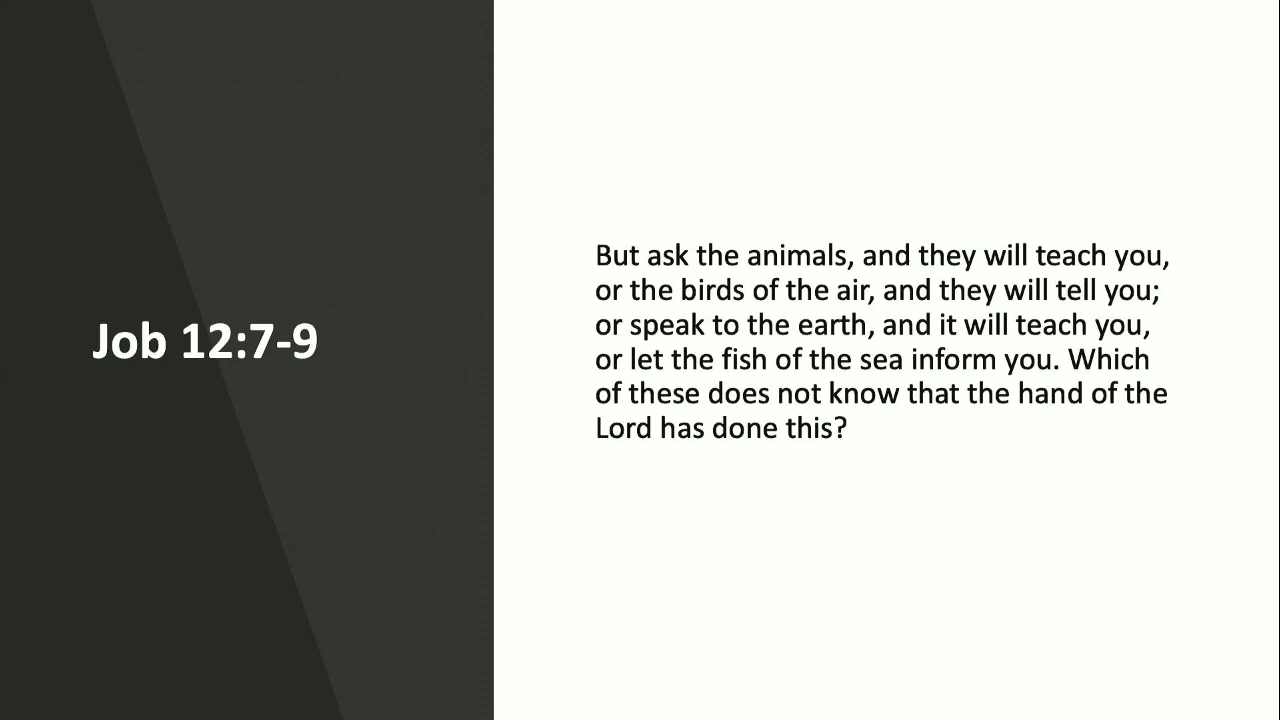 Job 12:7-9
But ask the animals, and they will teach you,
or the birds of the air, and they will tell you;
or speak to the earth, and it will teach you,
or let the fish of the sea inform you. Which
of these does not know that the hand of the
Lord has done this?